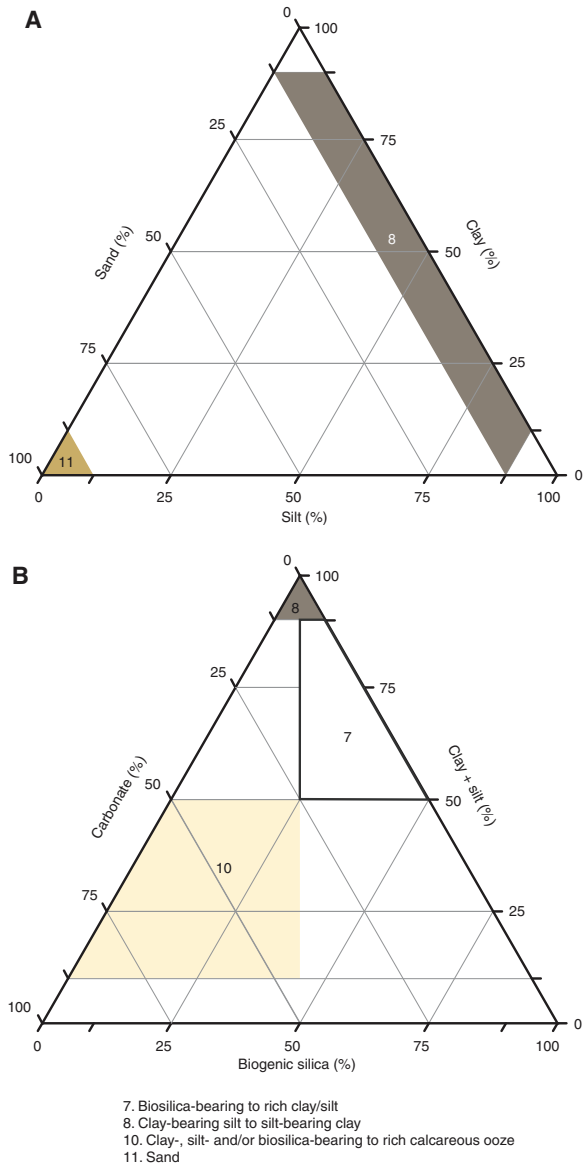 A
0
100
25
75
Sand (%)
Clay (%)
50
8
50
75
25
100
11
0
0
25
50
75
100
Silt (%)
B
0
100
8
25
75
7
Carbonate (%)
Clay + silt (%)
50
50
10
75
25
100
0
0
25
50
75
100
Biogenic silica (%)
7. Biosilica-bearing to rich clay/silt
8. Clay-bearing silt to silt-bearing clay
10. Clay-, silt- and/or biosilica-bearing to rich calcareous ooze
11. Sand